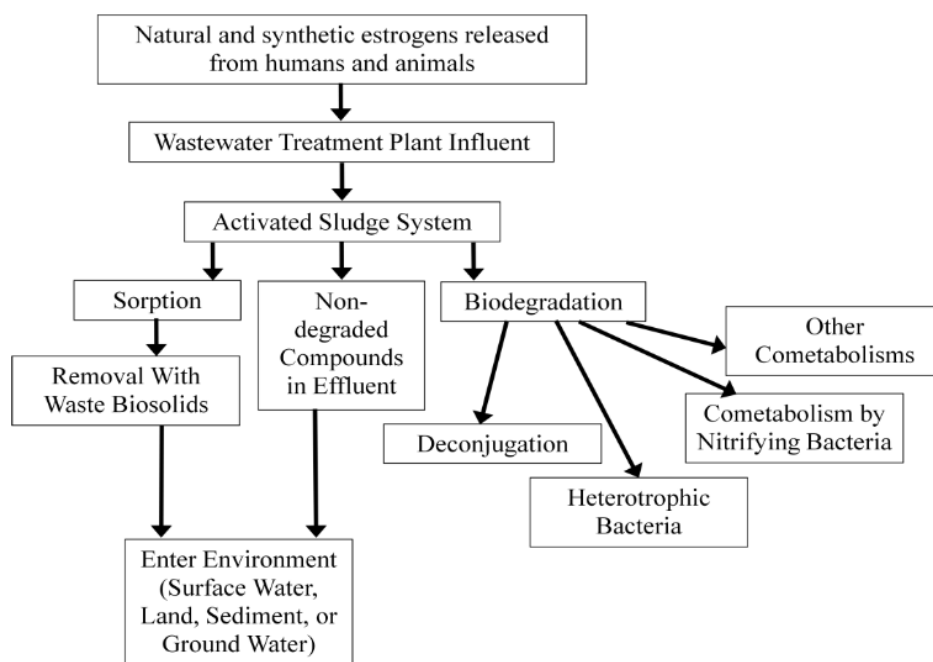 Natural and synthetic estrogens released
from humans and animals
Wastewater Treatment Plant Influent
Activated Sludge System
Sorption
Non-
degraded
Compounds
in Effluent
Biodegradation
Other
Cometabolisms
Removal With
Waste Biosolids
Cometabolism by
Nitrifying Bacteria
Deconjugation
Heterotrophic
Bacteria
Enter Environment
(Surface Water,
Land, Sediment, or
Ground Water)